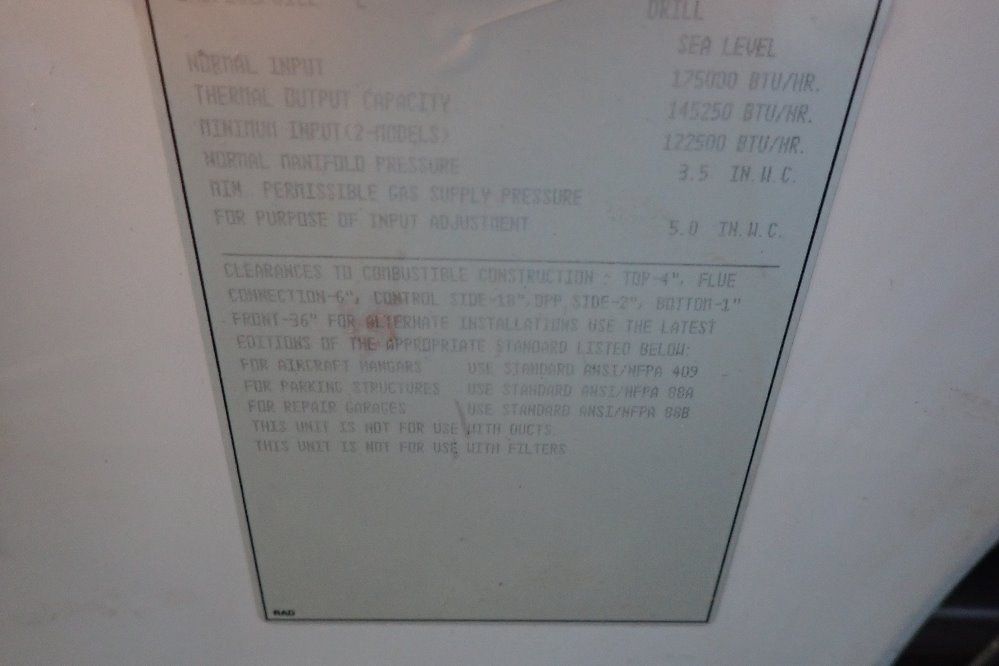 DRILL
SEA LEVEL
NORMAL INPUT 175000 BTU/HR.
THERMAL OUTPUT CAPACITY 145250 BTU/HR.
MINIMUM INPUT(2-MODELS) 122500 BTU/HR.
NORMAL MANIFOLD PRESSURE 3.5 IN.W.C.
MIN. PERMISSIBLE GAS SUPPLY PRESSURE
FOR PURPOSE OF INPUT ADJUSTMENT 5.0 IN.W.C.
CLEARANCES TO COMBUSTIBLE CONSTRUCTION : TOP-4", FLUE
CONNECTION-6", CONTROL SIDE-18",OPP.SIDE-2", BOTTOM-1"
FRONT-36" FOR ALTERNATE INSTALLATIONS USE THE LATEST
EDITIONS OF THE APPROPRIATE STANDARD LISTED BELOW:
FOR AIRCRAFT HANGARS USE STANDARD ANSI/NFPA 409
FOR PARKING STRUCTURES USE STANDARD ANSI/NFPA 88A
FOR REPAIR GARAGES USE STANDARD ANSI/NFPA 88B
THIS UNIT IS NOT FOR USE WITH DUCTS.
THIS UNIT IS NOT FOR USE WITH FILTERS
RAD